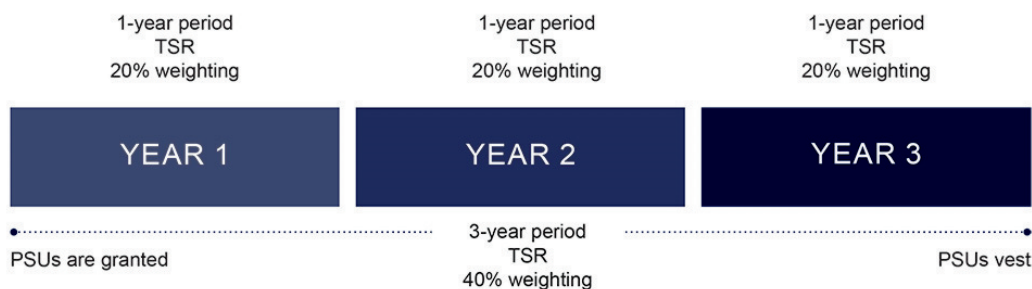 1-year period
TSR
20% weighting
1-year period
TSR
20% weighting
1-year period
TSR
20% weighting
YEAR 1
YEAR 2
YEAR 3
PSUs are granted
3-year period
TSR
40% weighting
PSUs vest